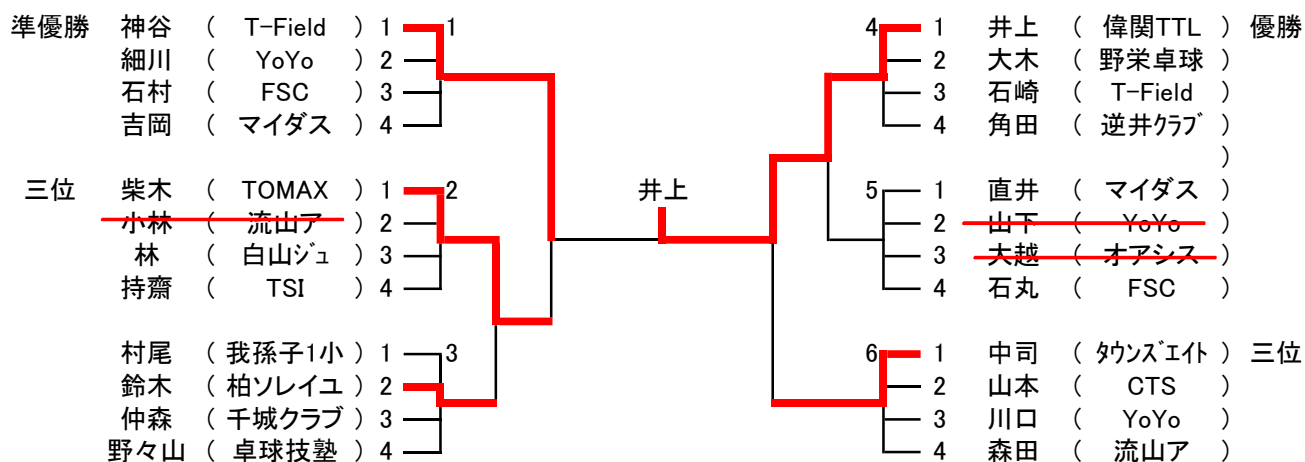 準優勝 神谷 ( T-Field ) 1 1
細川 ( YoYo ) 2
石村 ( FSC ) 3
吉岡 ( マイダス ) 4
三位 柴木 ( TOMAX ) 1 2
小林 ( 流山ア ) 2
林 ( 白山ジュ ) 3
持齋 ( TSI ) 4
村尾 ( 我孫子1小 ) 1 3
鈴木 ( 柏ソレイユ ) 2
仲森 ( 千城クラブ ) 3
野々山 ( 卓球技塾 ) 4
井上
4 1 井上 ( 偉関TTL ) 優勝
2 大木 ( 野栄卓球 )
3 石崎 ( T-Field )
4 角田 ( 逆井クラブ )
)
5 1 直井 ( マイダス )
2 山下 ( YoYo )
3 大越 ( オアシス )
4 石丸 ( FSC )
6 1 中司 ( タウンズエイト ) 三位
2 山本 ( CTS )
3 川口 ( YoYo )
4 森田 ( 流山ア )